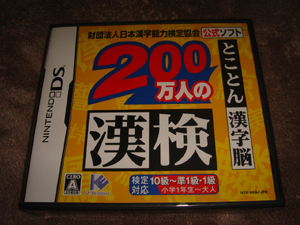 財団法人日本漢字能力検定協会 公式ソフト
200
万人の
漢検
とことん漢字脳
検定対応 10級～準1級・1級
小学1年生～大人
NINTENDO DS
CERO
A